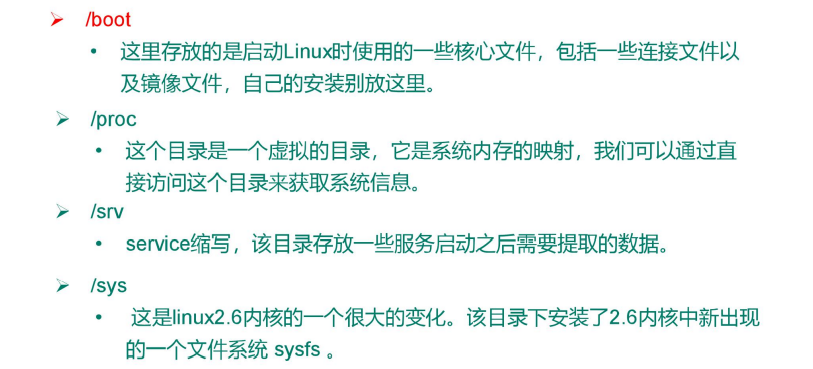 ➢ /boot
• 这里存放的是启动Linux时使用的一些核心文件，包括一些连接文件以
及镜像文件，自己的安装别放这里。
➢ /proc
• 这个目录是一个虚拟的目录，它是系统内存的映射，我们可以通过直
接访问这个目录来获取系统信息。
➢ /srv
• service缩写，该目录存放一些服务启动之后需要提取的数据。
➢ /sys
• 这是linux2.6内核的一个很大的变化。该目录下安装了2.6内核中新出现
的一个文件系统 sysfs 。